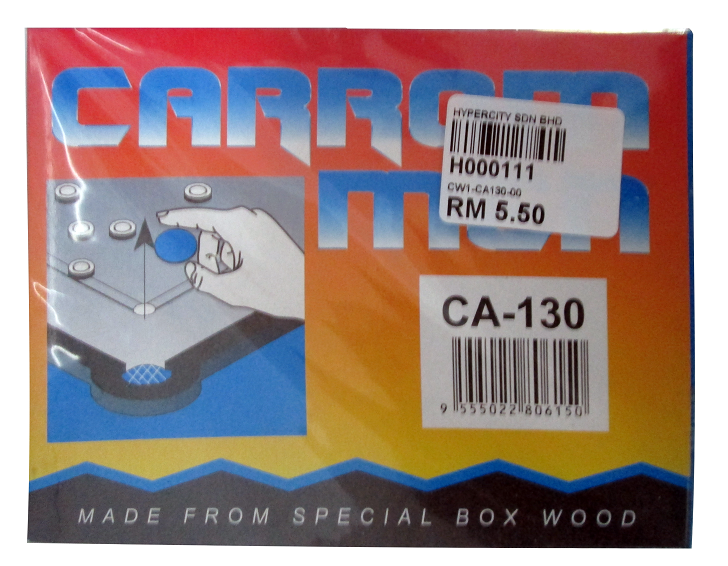 CARROM
men
HYPERCITY SDN BHD
H000111
CW1-CA130-00
RM 5.50
CA-130
9 555022 806150
MADE FROM SPECIAL BOX WOOD